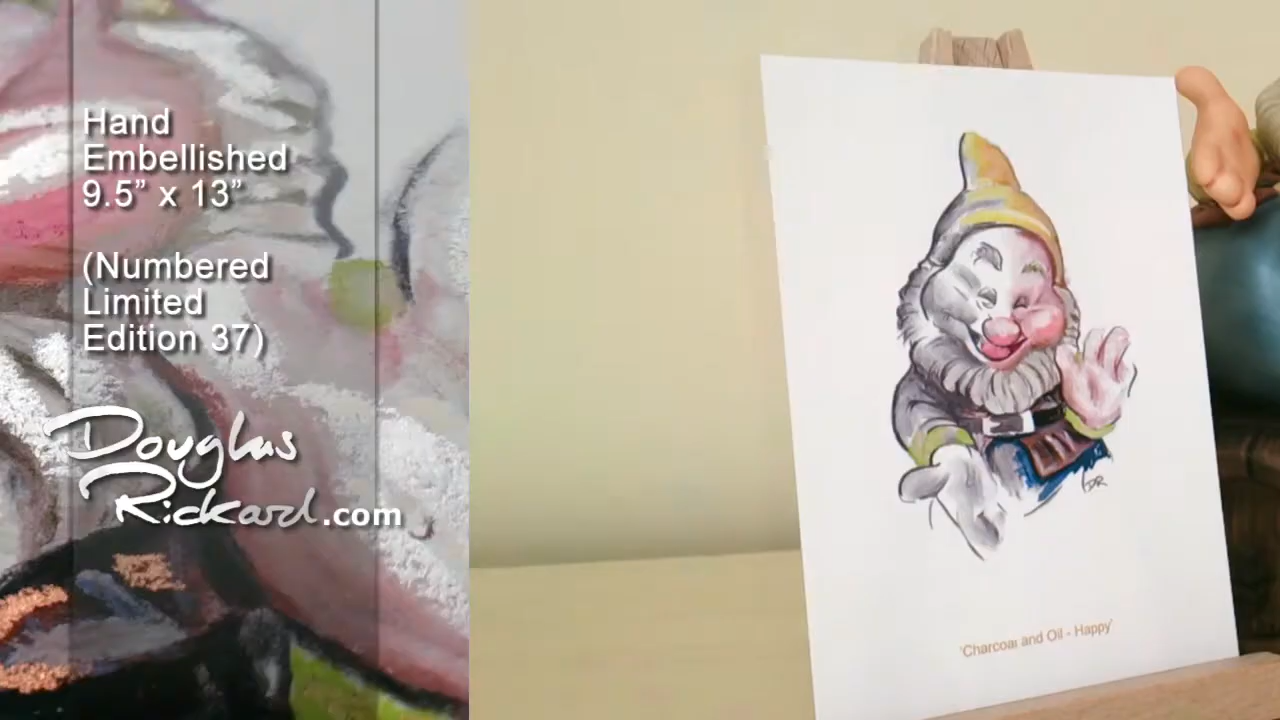 Hand
Embellished
9.5” x 13”
(Numbered
Limited
Edition 37)
Douglas
Rickard.com
DR
'Charcoal and Oil - Happy'